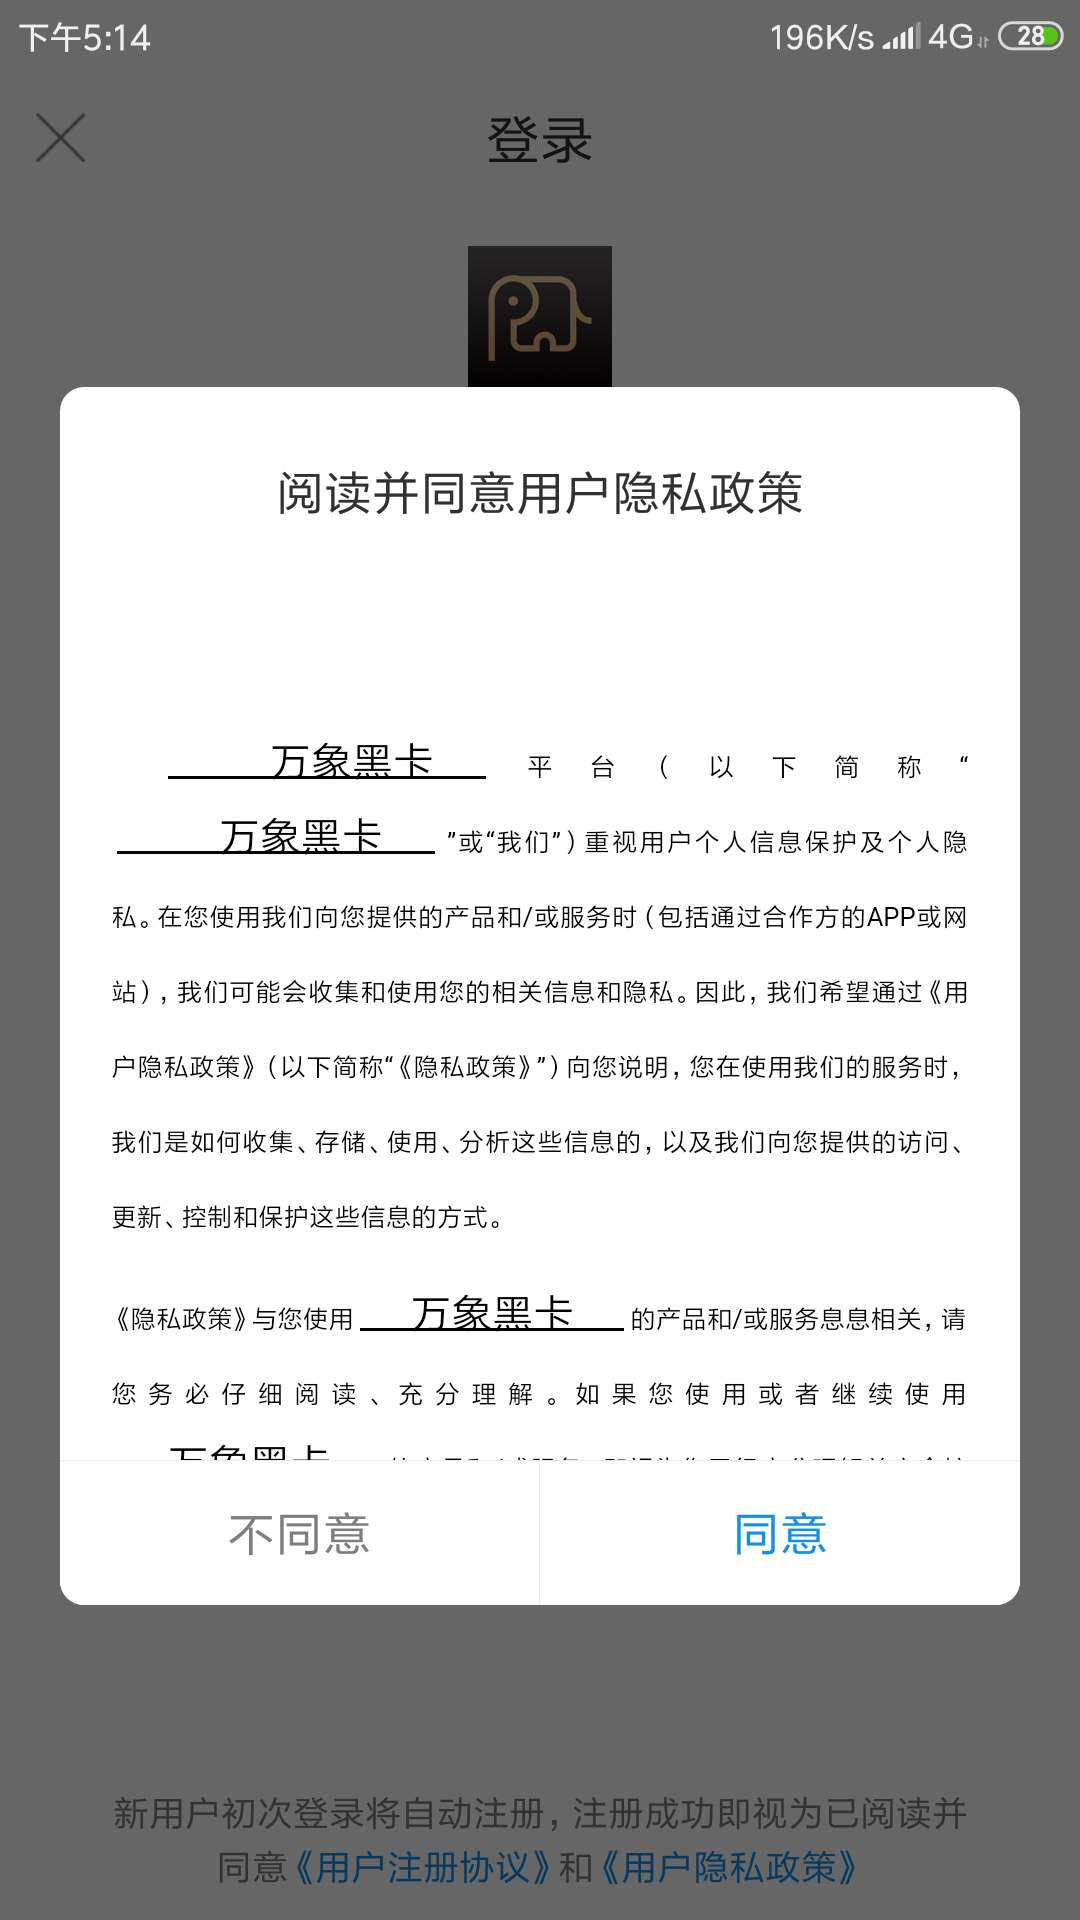 下午5:14
196K/s
4G
28
登录
阅读并同意用户隐私政策
万象黑卡 平台(以下简称“
万象黑卡 ”或“我们”)重视用户个人信息保护及个人隐
私。在您使用我们向您提供的产品和/或服务时(包括通过合作方的APP或网
站),我们可能会收集和使用您的相关信息和隐私。因此,我们希望通过《用
户隐私政策》(以下简称“《隐私政策》”)向您说明,您在使用我们的服务时,
我们是如何收集、存储、使用、分析这些信息的,以及我们向您提供的访问、
更新、控制和保护这些信息的方式。
《隐私政策》与您使用 万象黑卡 的产品和/或服务息息相关,请
您务必仔细阅读、充分理解。如果您使用或者继续使用
万象黑卡
不同意
同意
新用户初次登录将自动注册,注册成功即视为已阅读并
同意《用户注册协议》和《用户隐私政策》